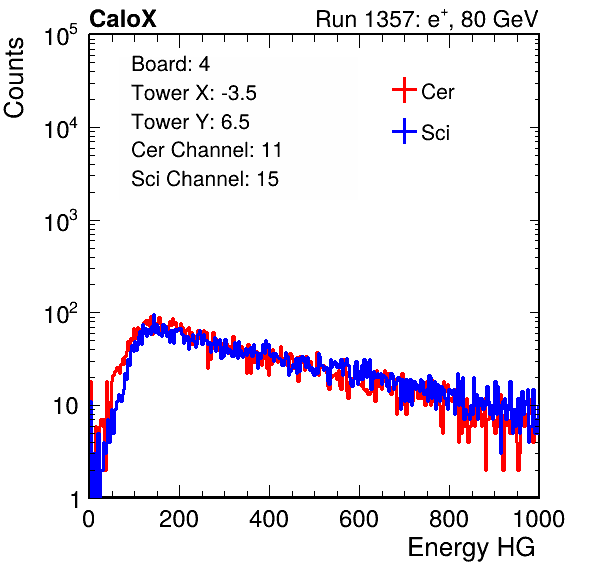 CaloX Run 1357: e⁺, 80 GeV
Counts
10⁵
10⁴
10³
10²
10
1
Board: 4
Tower X: -3.5
Tower Y: 6.5
Cer Channel: 11
Sci Channel: 15
Cer
Sci
0 200 400 600 800 1000
Energy HG